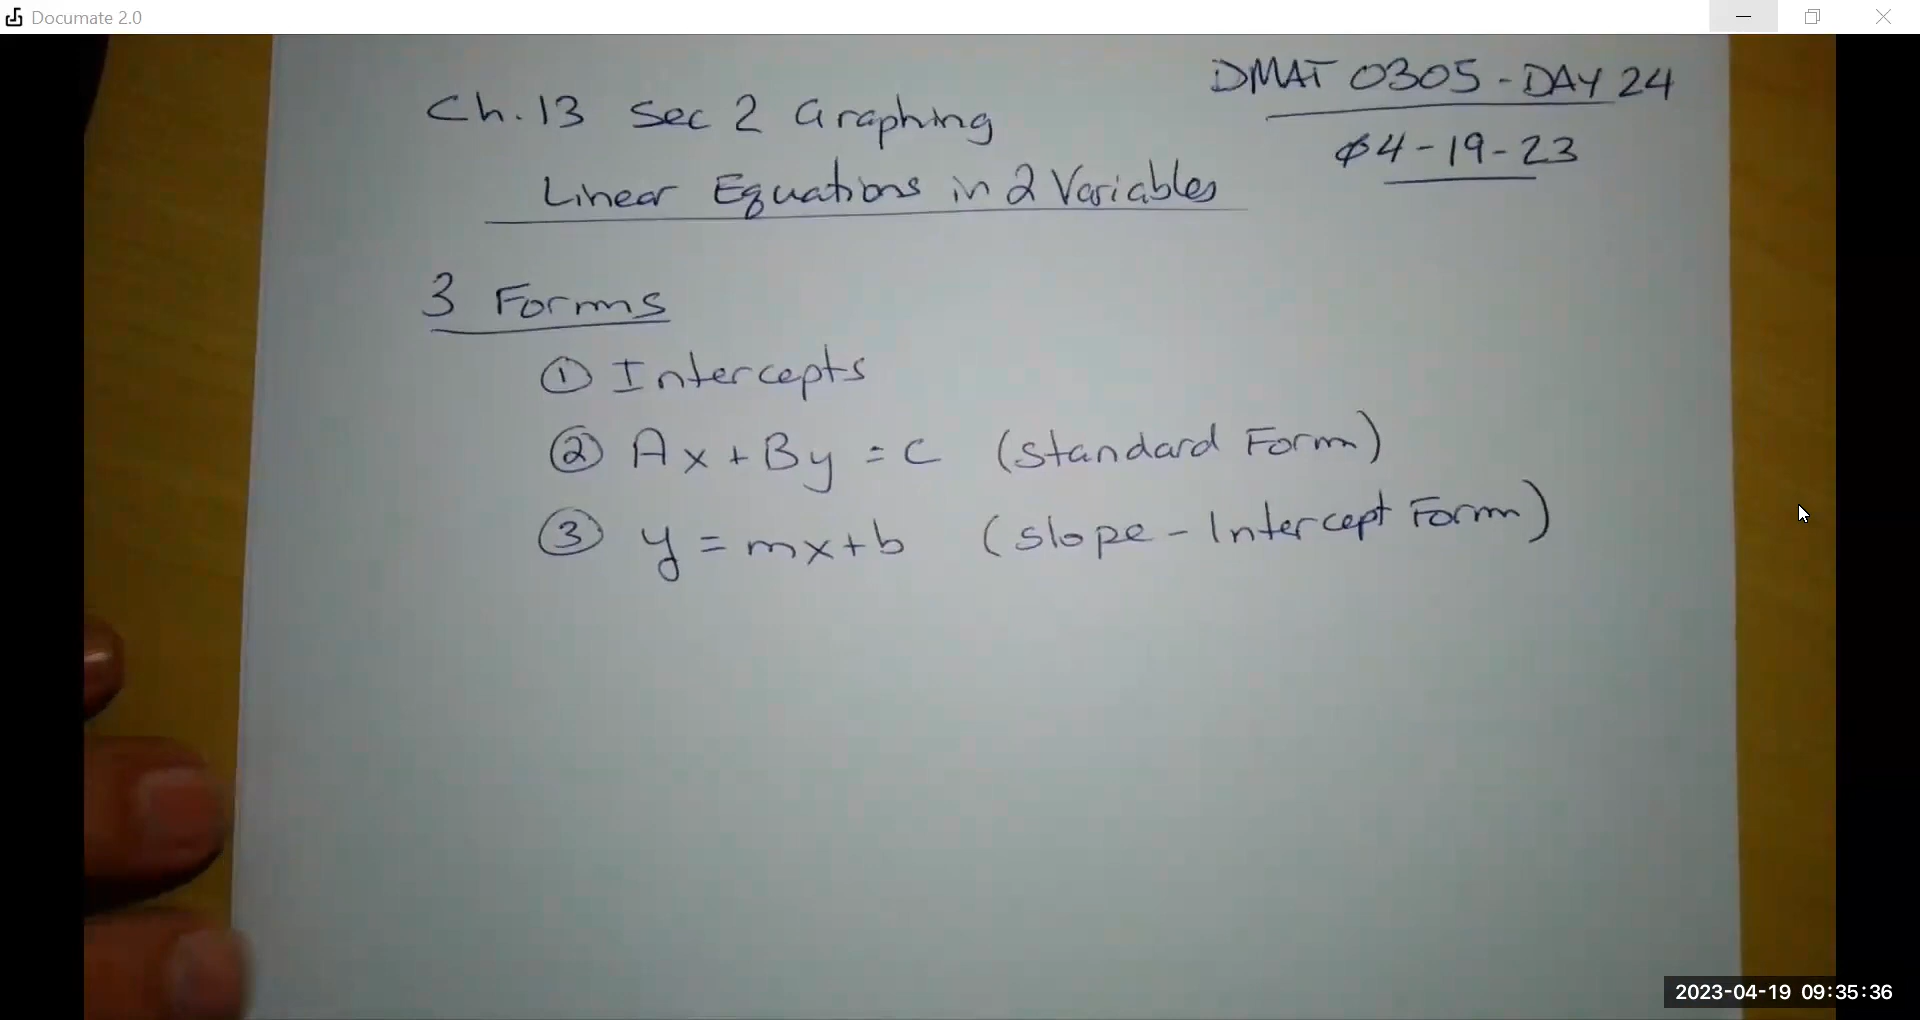 Documate 2.0
DMAT 0305 - DAY 24
04-19-23
Ch. 13 Sec 2 Graphing
Linear Equations in 2 Variables
3 Forms
① Intercepts
② Ax + By = C (Standard Form)
③ y = mx + b (Slope - Intercept Form)
2023-04-19 09:35:36